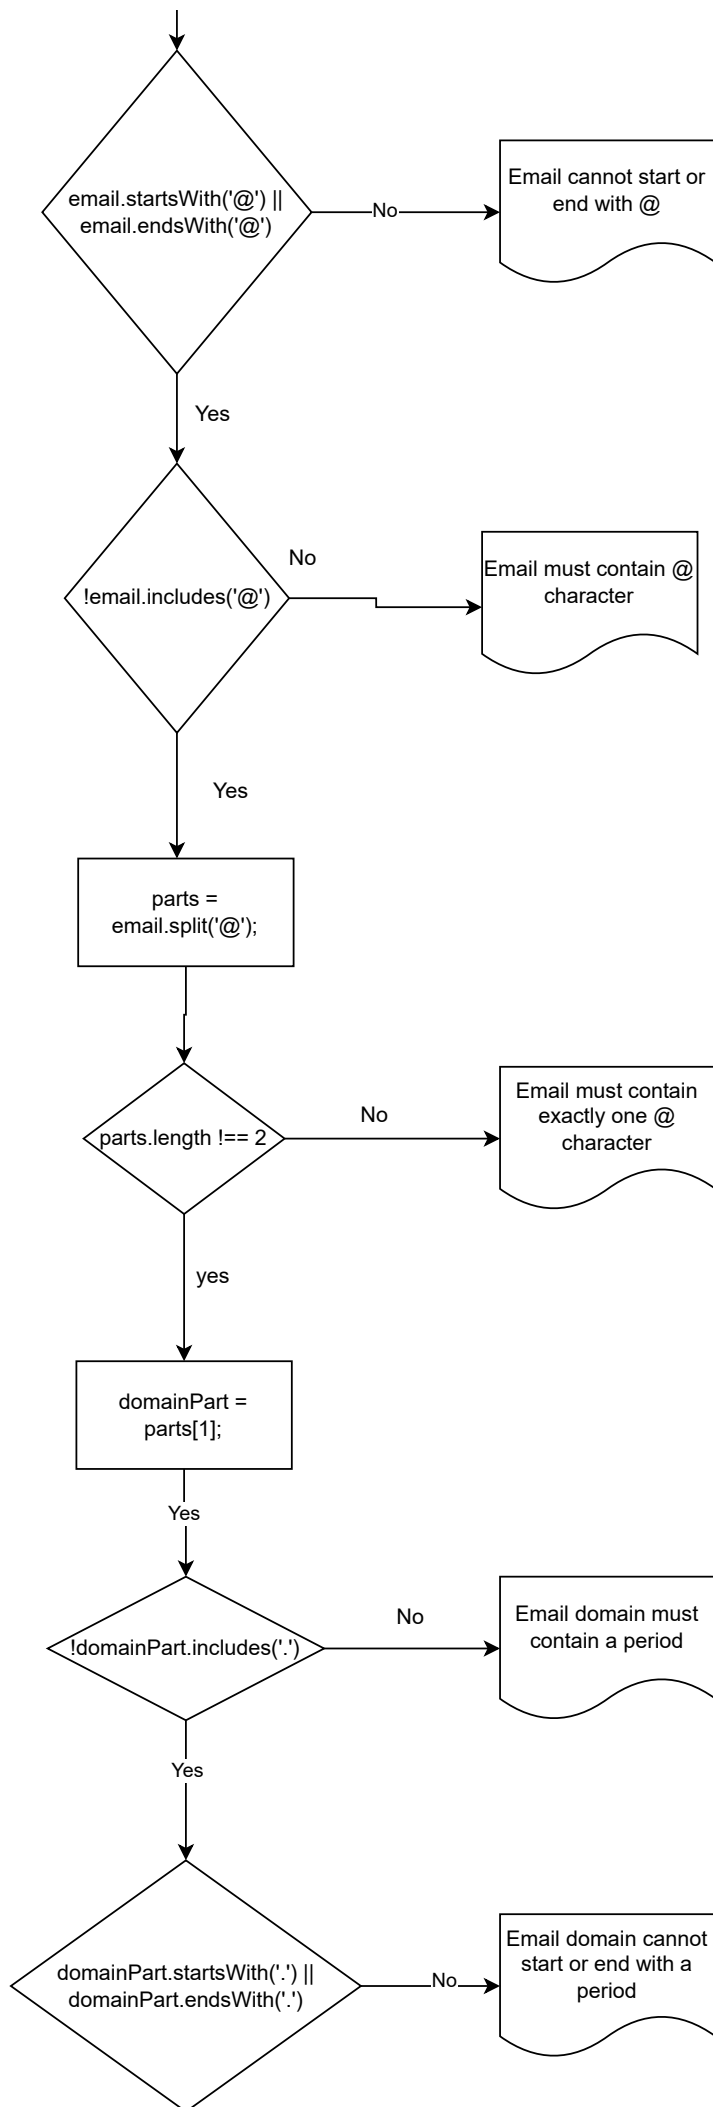 email.startsWith('@') ||
email.endsWith('@')
No
Email cannot start or
end with @
Yes
!email.includes('@')
No
Email must contain @
character
Yes
parts =
email.split('@');
parts.length !== 2
No
Email must contain
exactly one @
character
yes
domainPart =
parts[1];
Yes
!domainPart.includes('.')
No
Email domain must
contain a period
Yes
domainPart.startsWith('.') ||
domainPart.endsWith('.')
No
Email domain cannot
start or end with a
period